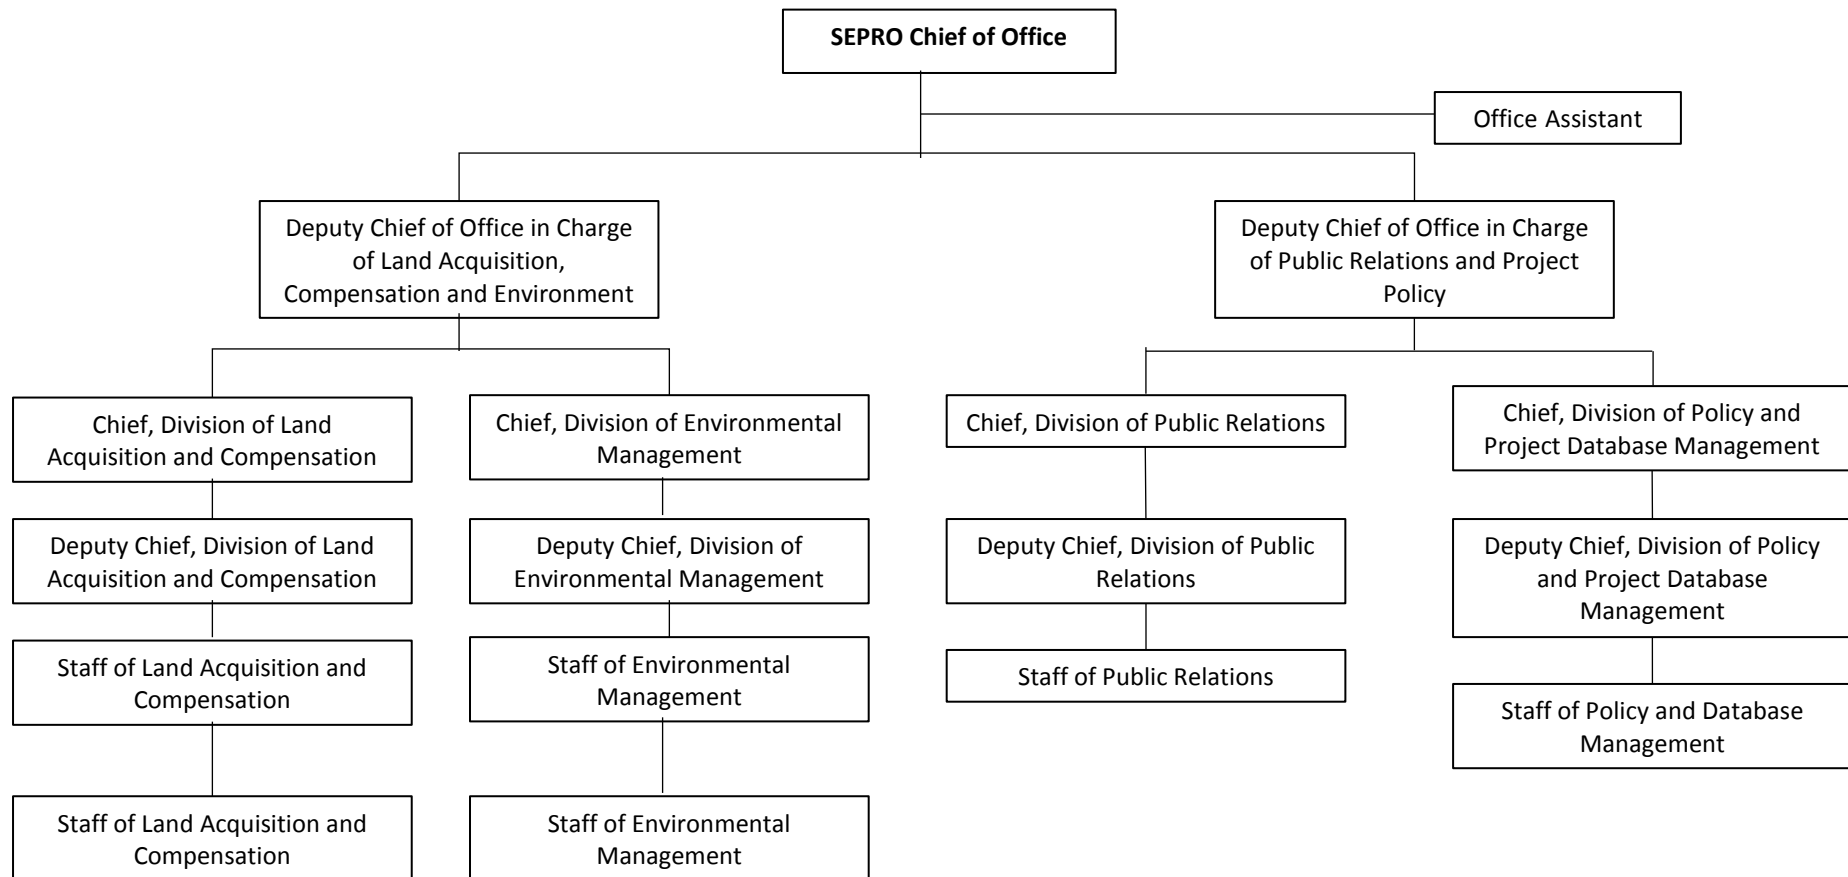 SEPRO Chief of Office
Office Assistant
Deputy Chief of Office in Charge
of Land Acquisition,
Compensation and Environment
Deputy Chief of Office in Charge
of Public Relations and Project
Policy
Chief, Division of Land
Acquisition and Compensation
Chief, Division of Environmental
Management
Chief, Division of Public Relations
Chief, Division of Policy and
Project Database Management
Deputy Chief, Division of Land
Acquisition and Compensation
Deputy Chief, Division of
Environmental Management
Deputy Chief, Division of Public
Relations
Deputy Chief, Division of Policy
and Project Database
Management
Staff of Land Acquisition and
Compensation
Staff of Environmental
Management
Staff of Public Relations
Staff of Policy and Database
Management
Staff of Land Acquisition and
Compensation
Staff of Environmental
Management